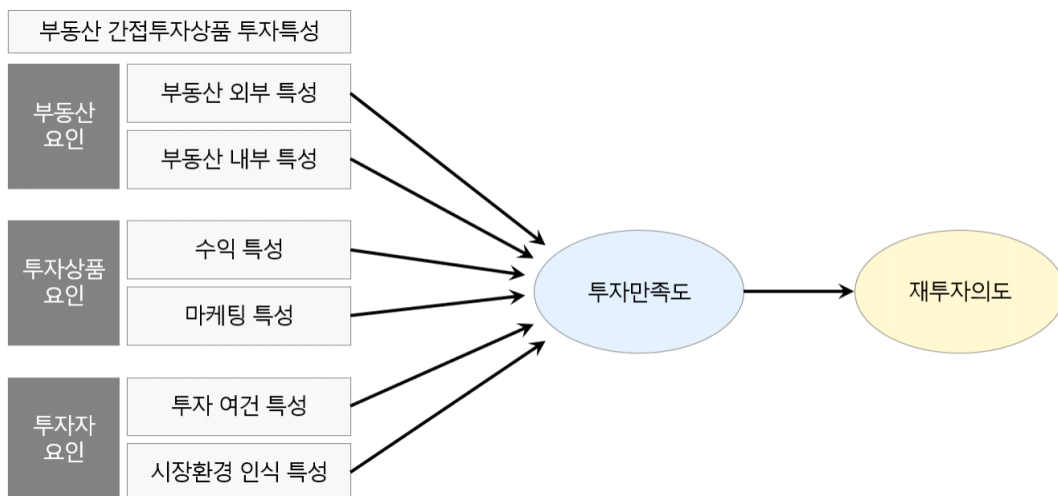 부동산 간접투자상품 투자특성
부동산
요인
부동산 외부 특성
부동산 내부 특성
투자상품
요인
수익 특성
마케팅 특성
투자자
요인
투자 여건 특성
시장환경 인식 특성
투자만족도
재투자의도